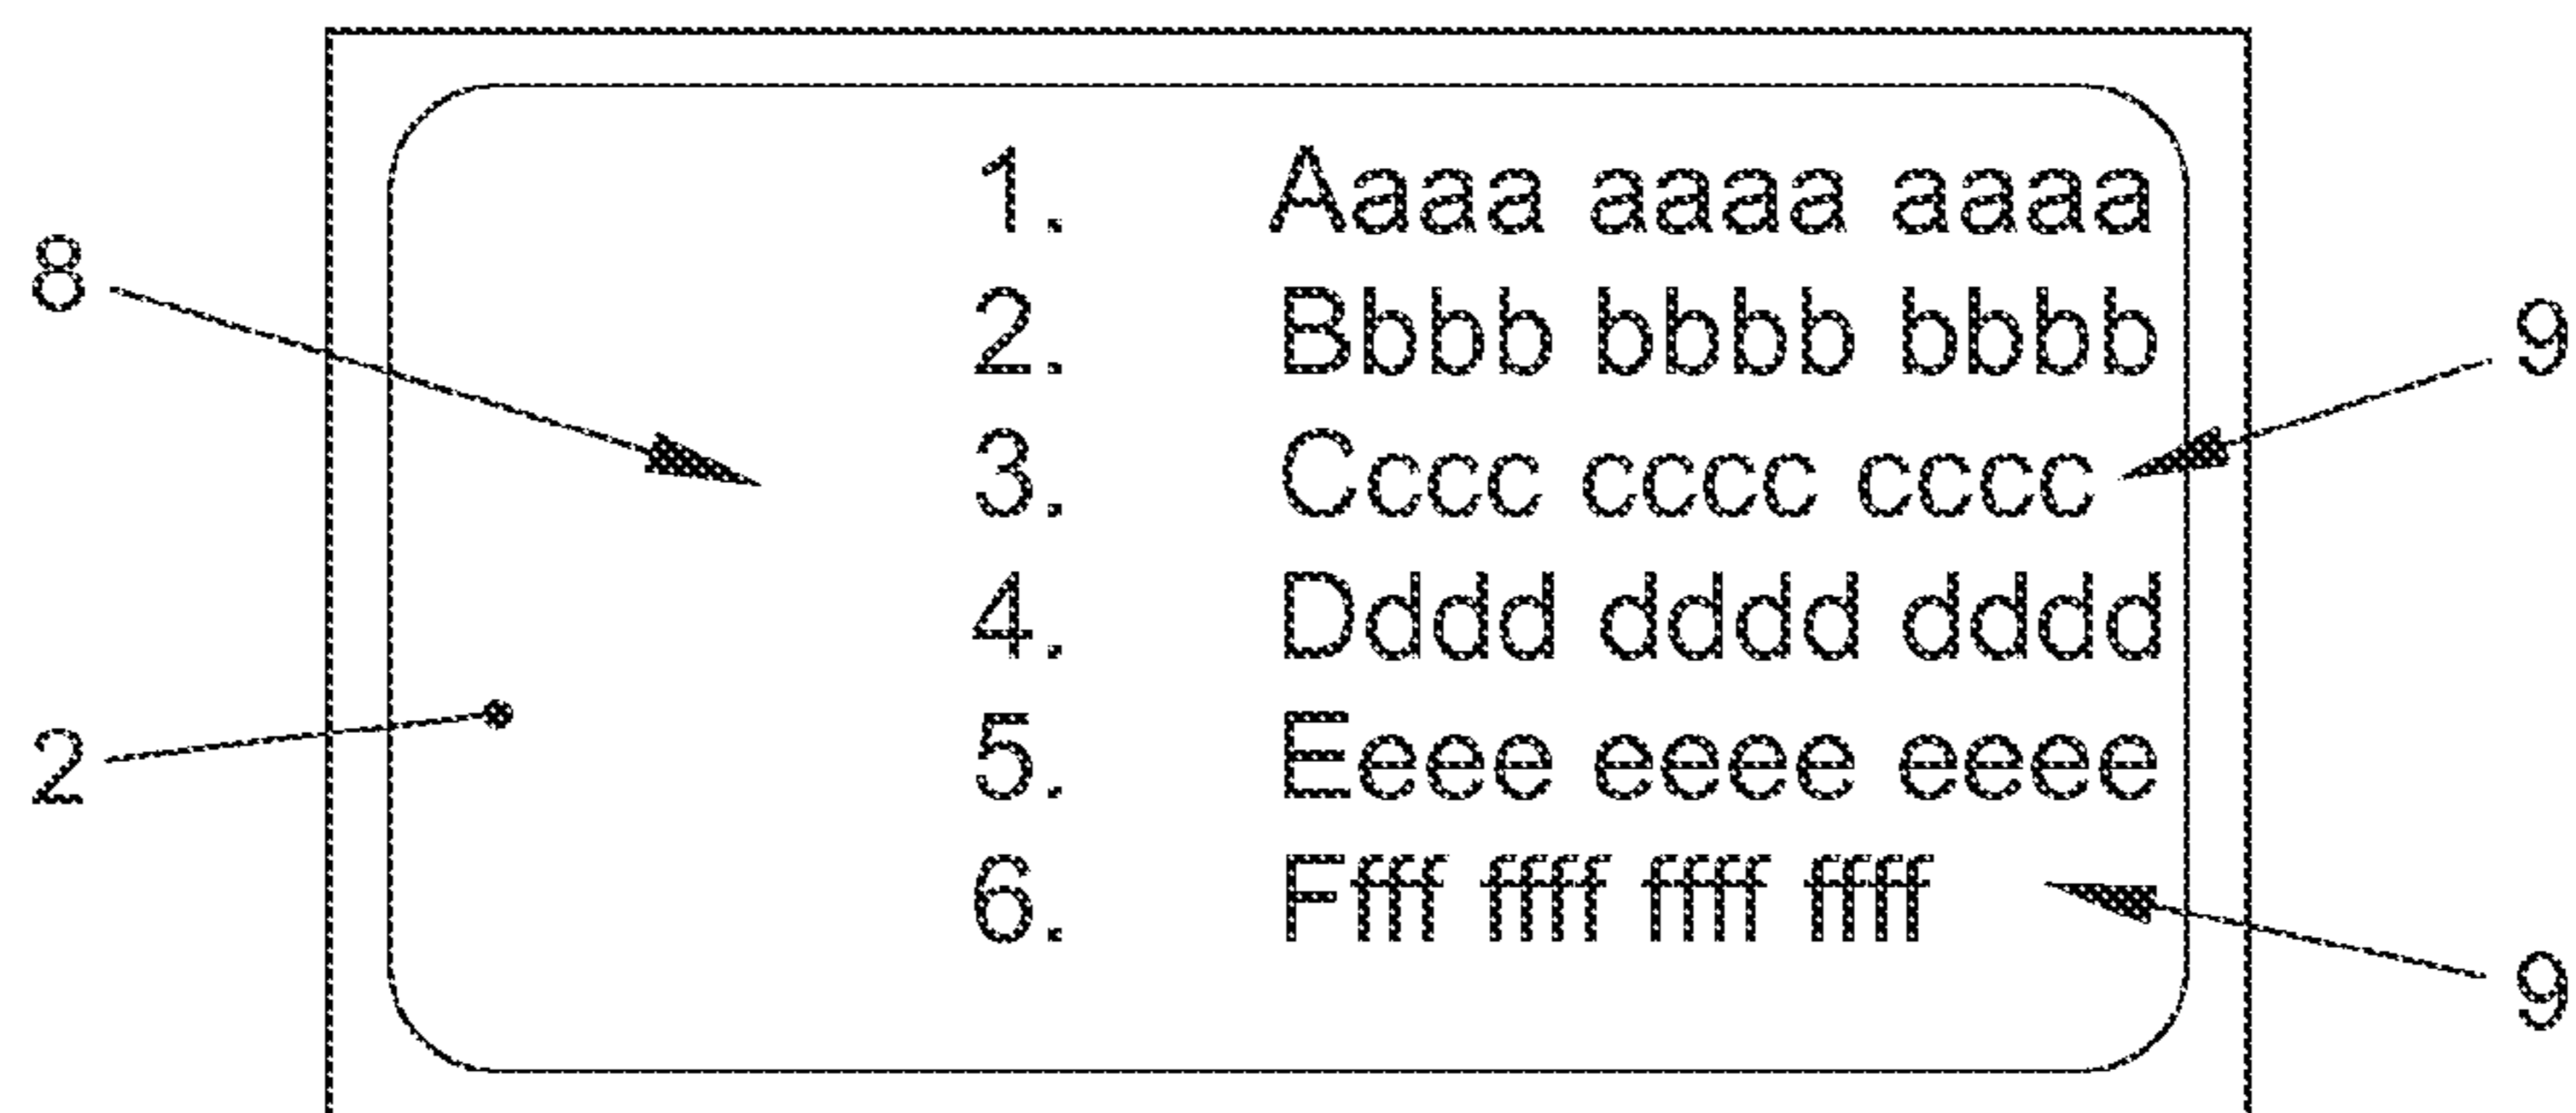 1. Aaaa aaaa aaaa
8
2. Bbbb bbbb bbbb
9
3. Cccc cccc cccc
4. Dddd dddd dddd
2
5. Eeee eeee eeee
6. Ffff ffff ffff ffff
9